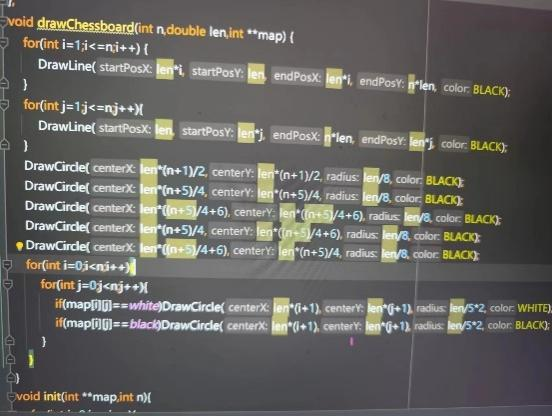 void drawChessboard(int n,double len,int **map) {
for(int i=1;i<=n;i++) {
DrawLine( startPosX: len*i, startPosY: len, endPosX: len*i, endPosY: n*len, color: BLACK);
}
for(int j=1;j<=n;j++){
DrawLine( startPosX: len, startPosY: len*j, endPosX: n*len, endPosY: len*j, color: BLACK);
}
DrawCircle( centerX: len*(n+1)/2, centerY: len*(n+1)/2, radius: len/8, color: BLACK);
DrawCircle( centerX: len*(n+5)/4, centerY: len*(n+5)/4, radius: len/8, color: BLACK);
DrawCircle( centerX: len*((n+5)/4+6), centerY: len*((n+5)/4+6), radius: len/8, color: BLACK);
DrawCircle( centerX: len*(n+5)/4, centerY: len*((n+5)/4+6), radius: len/8, color: BLACK);
DrawCircle( centerX: len*((n+5)/4+6), centerY: len*(n+5)/4, radius: len/8, color: BLACK);
for(int i=0;i<n;i++){
for(int j=0;j<n;j++){
if(map[i][j]==white)DrawCircle( centerX: len*(i+1), centerY: len*(j+1), radius: len/5*2, color: WHITE);
if(map[i][j]==black)DrawCircle( centerX: len*(i+1), centerY: len*(j+1), radius: len/5*2, color: BLACK);
}
}
}
void init(int **map,int n){